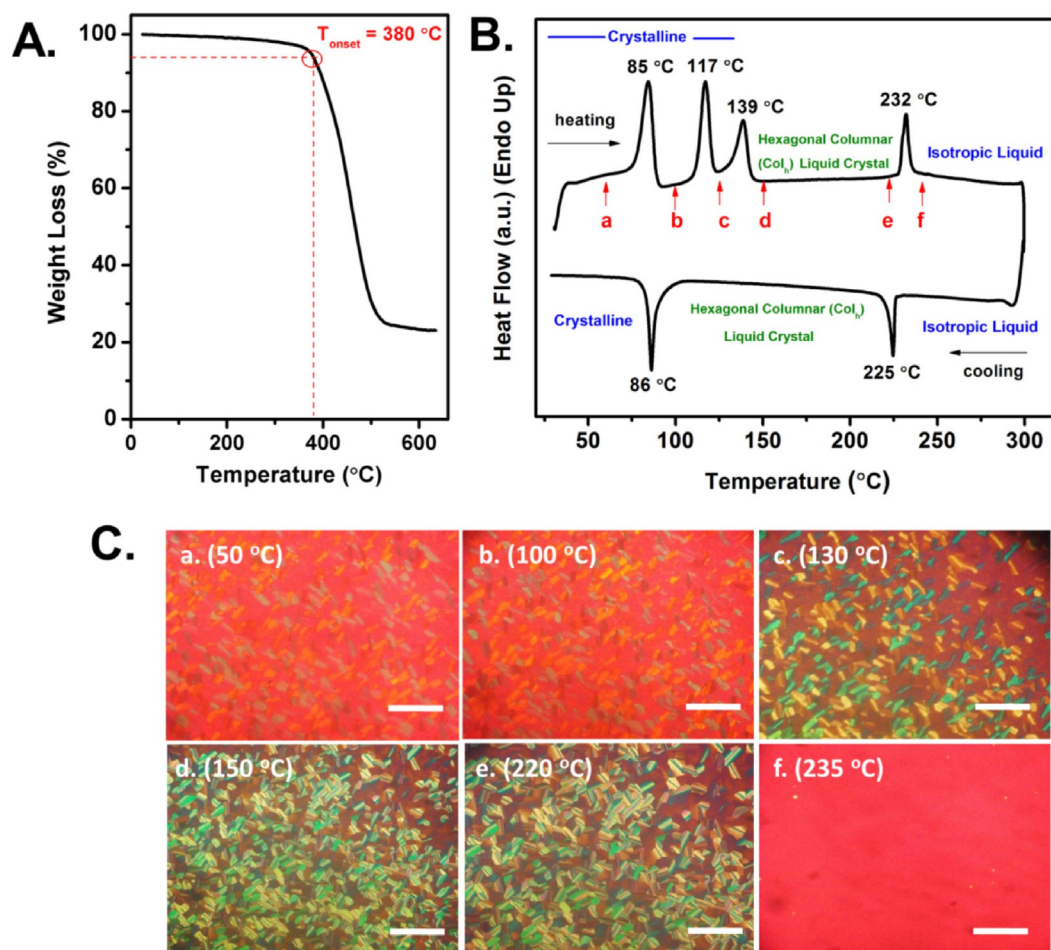 A.
100
80
60
40
20
0
0 200 400 600
Temperature (°C)
Weight Loss (%)
T_onset = 380 °C
B.
Heat Flow (a.u.) (Endo Up)
Crystalline
85 °C
117 °C
139 °C
232 °C
heating
Hexagonal Columnar
(Col_h) Liquid Crystal
Isotropic Liquid
a b c d e f
Crystalline
Hexagonal Columnar (Col_h)
Liquid Crystal
Isotropic Liquid
86 °C
225 °C
cooling
50 100 150 200 250 300
Temperature (°C)
C.
a. (50 °C)
b. (100 °C)
c. (130 °C)
d. (150 °C)
e. (220 °C)
f. (235 °C)